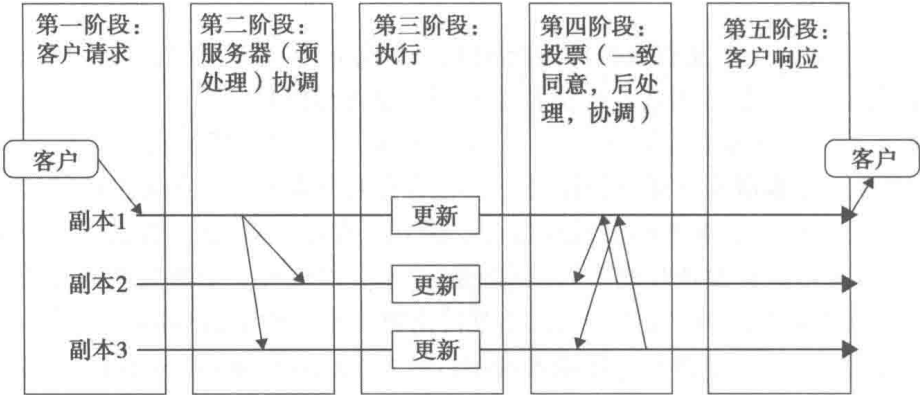 第一阶段：
客户请求
第二阶段：
服务器（预
处理）协调
第三阶段：
执行
第四阶段：
投票（一致
同意，后处
理，协调）
第五阶段：
客户响应
客户
客户
副本1
更新
副本2
更新
副本3
更新